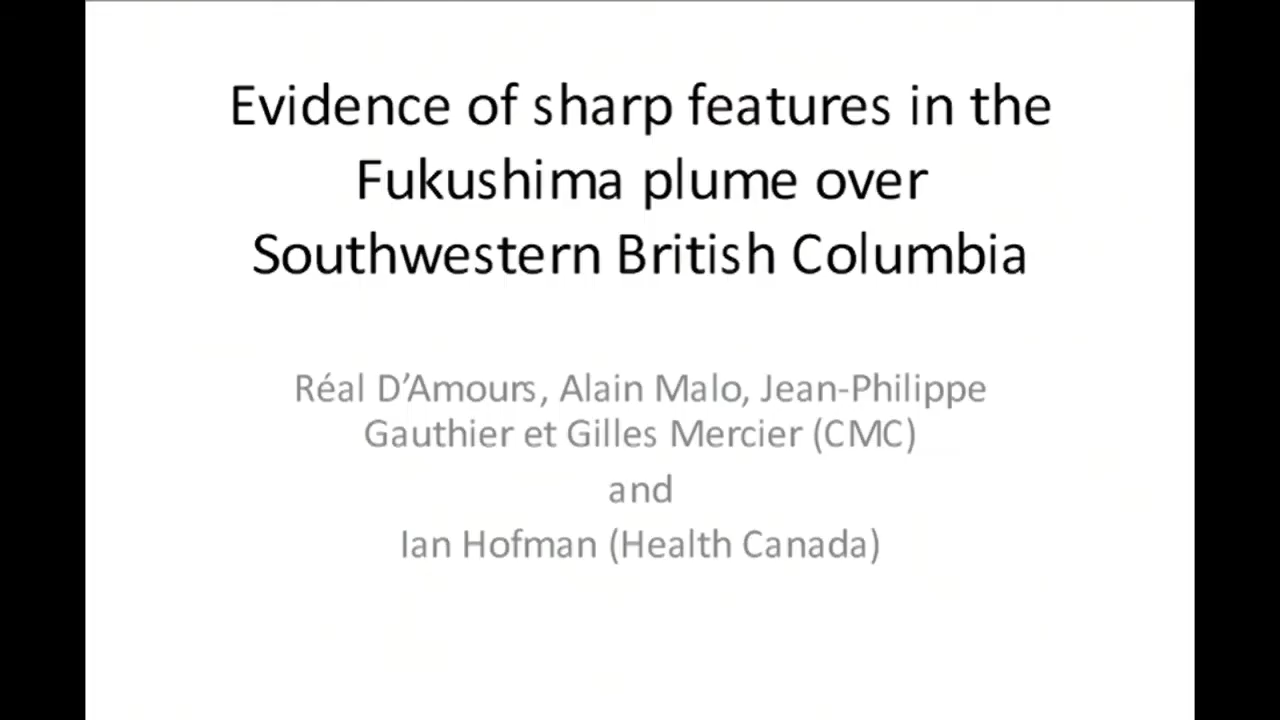 Evidence of sharp features in the
Fukushima plume over
Southwestern British Columbia
Réal D’Amours, Alain Malo, Jean-Philippe
Gauthier et Gilles Mercier (CMC)
and
Ian Hofman (Health Canada)